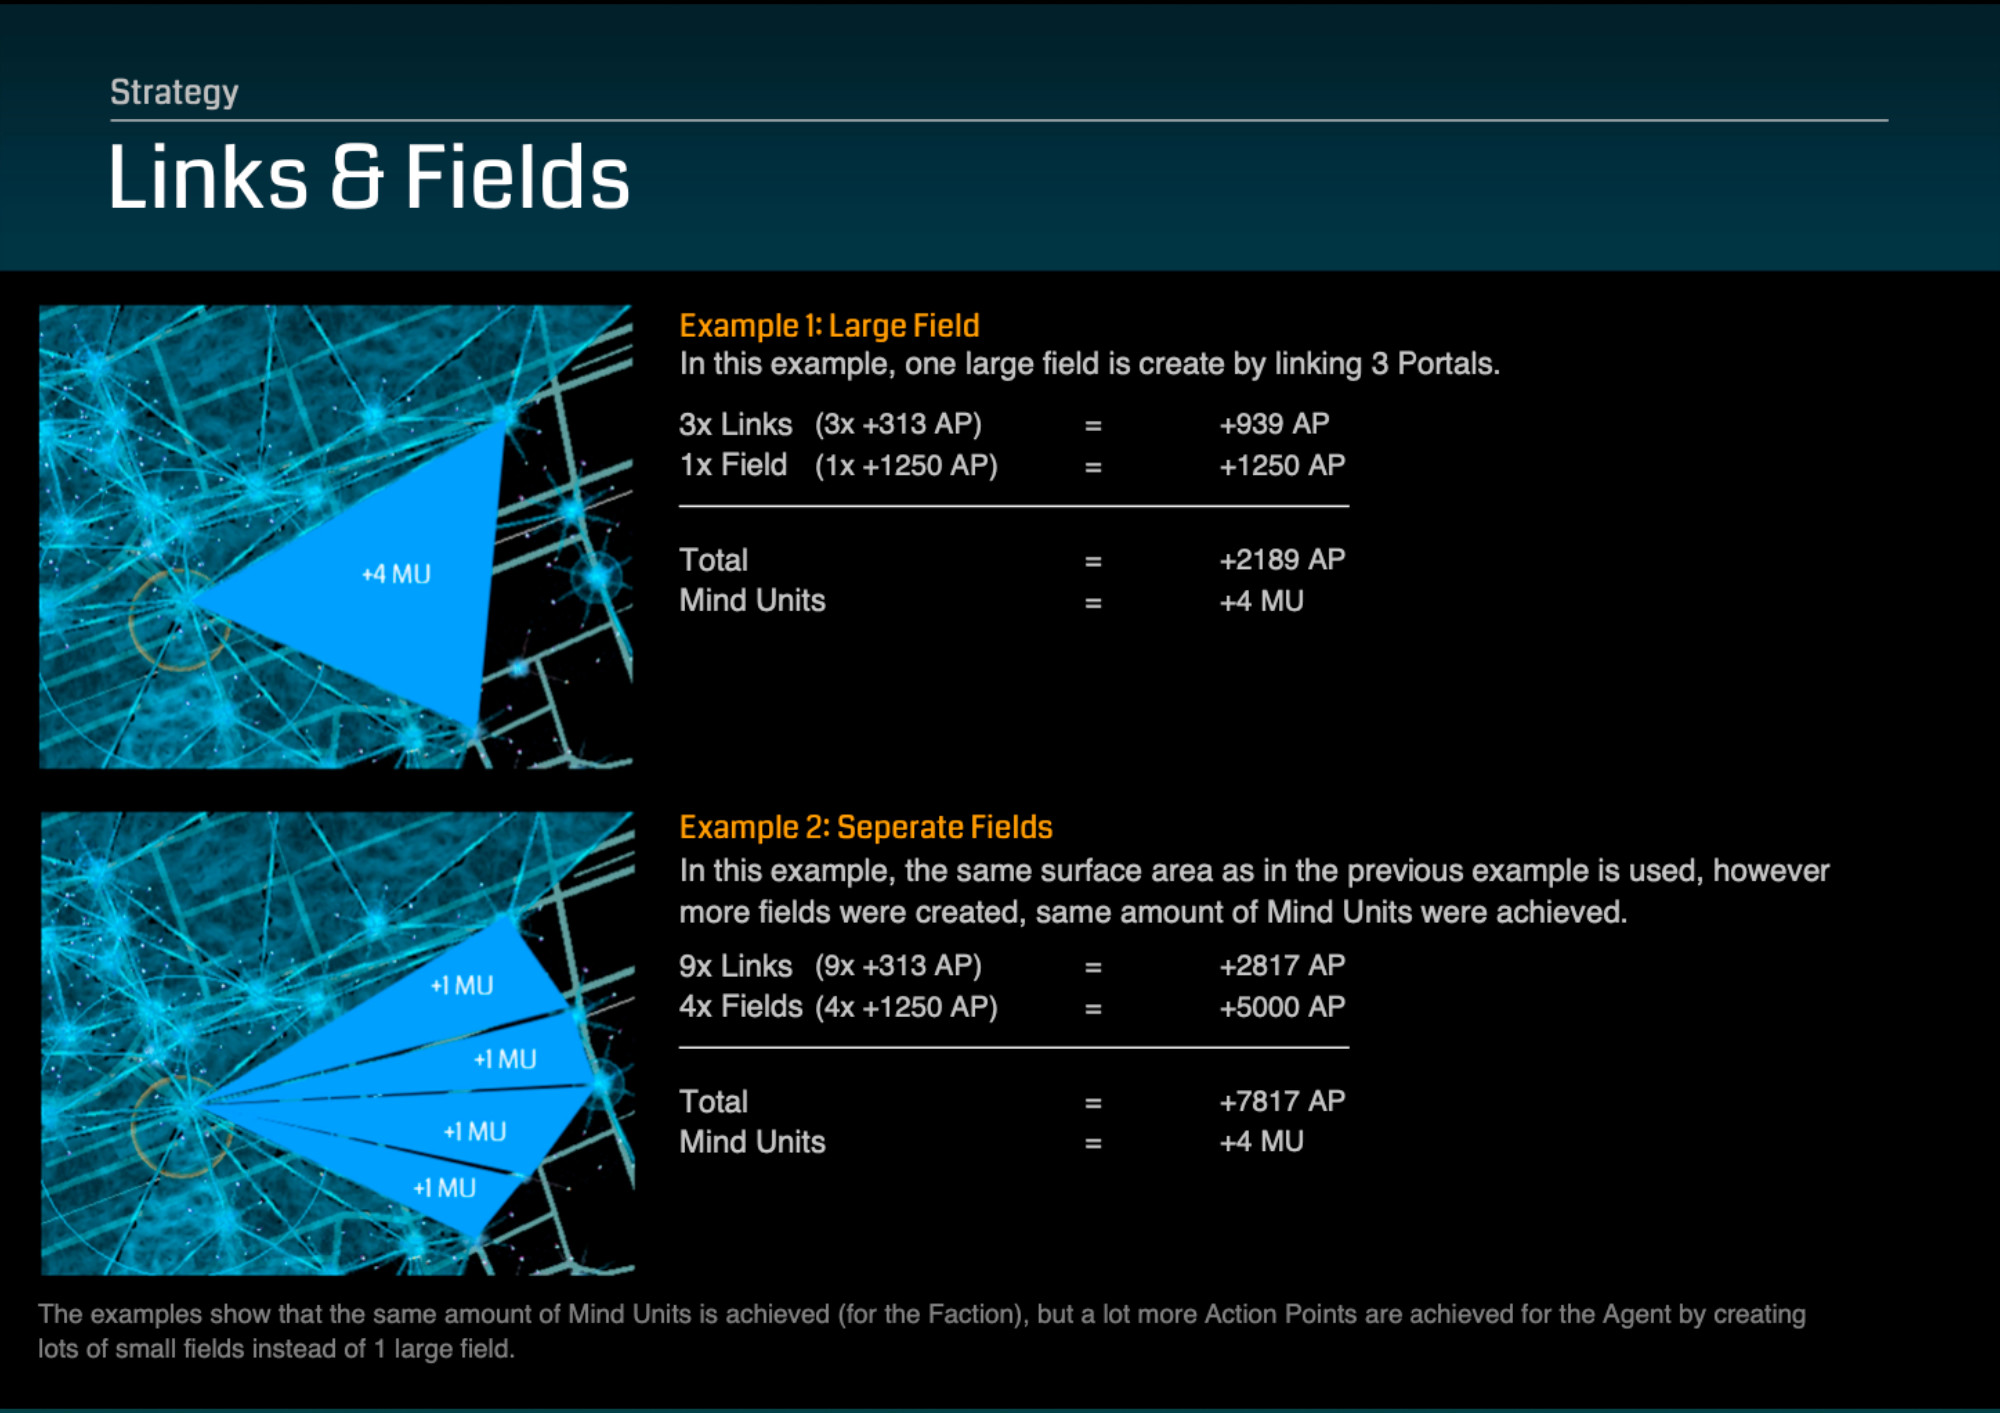 Strategy
Links & Fields
+4 MU
Example 1: Large Field
In this example, one large field is create by linking 3 Portals.
3x Links (3x +313 AP) = +939 AP
1x Field (1x +1250 AP) = +1250 AP
Total = +2189 AP
Mind Units = +4 MU
+1 MU
+1 MU
+1 MU
+1 MU
Example 2: Seperate Fields
In this example, the same surface area as in the previous example is used, however
more fields were created, same amount of Mind Units were achieved.
9x Links (9x +313 AP) = +2817 AP
4x Fields (4x +1250 AP) = +5000 AP
Total = +7817 AP
Mind Units = +4 MU
The examples show that the same amount of Mind Units is achieved (for the Faction), but a lot more Action Points are achieved for the Agent by creating
lots of small fields instead of 1 large field.